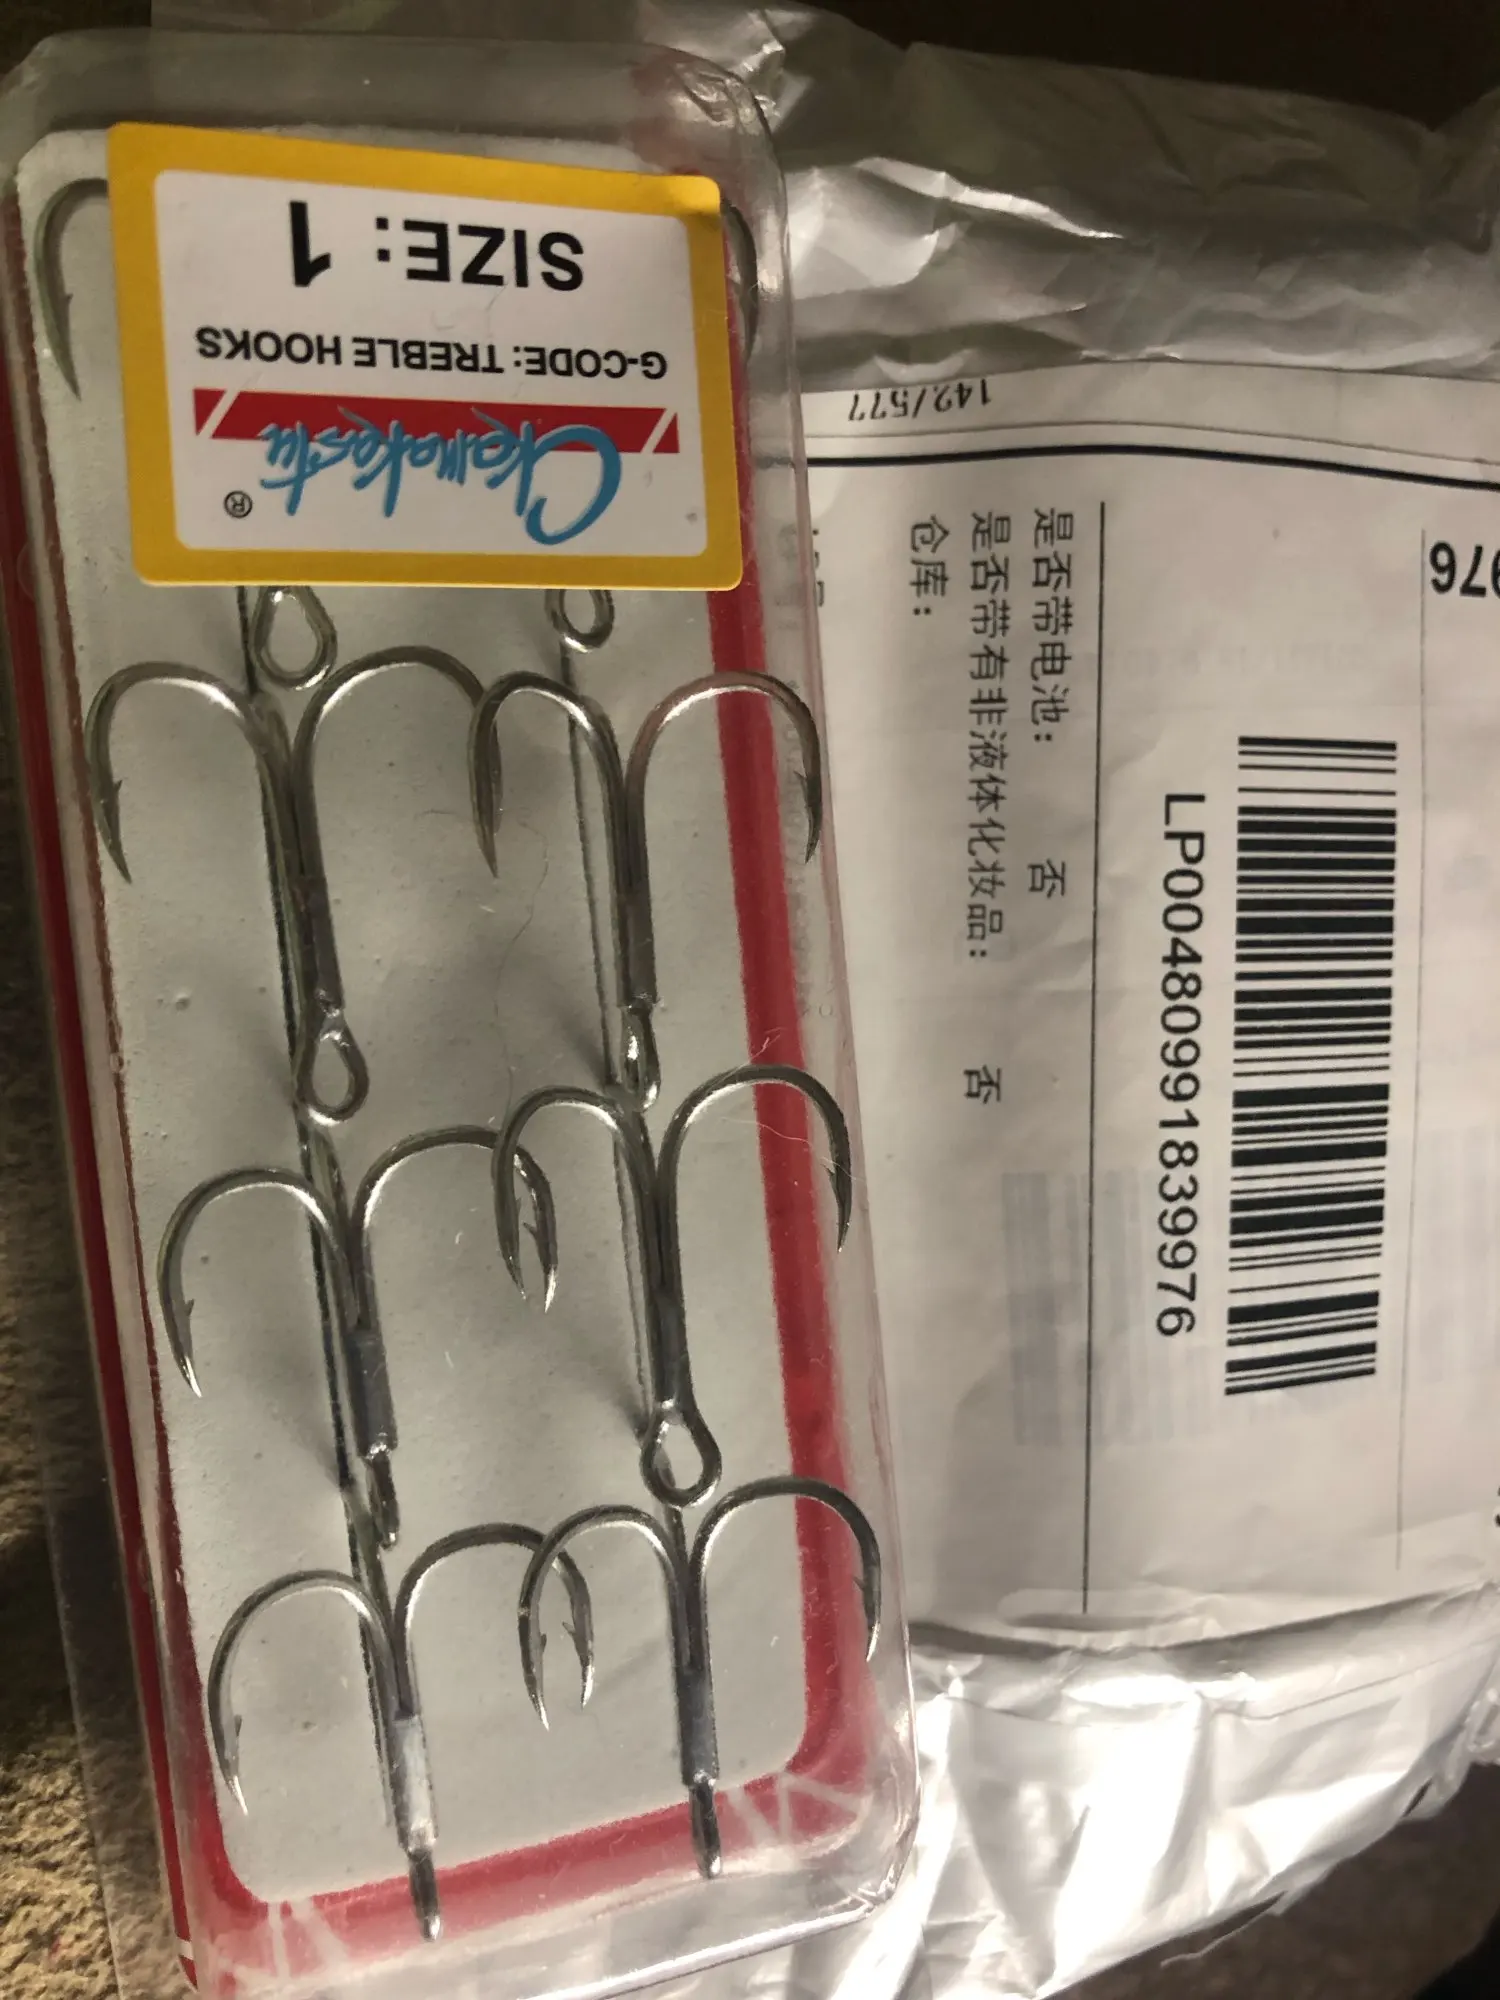 Gamakatsu®
G-CODE: TREBLE HOOKS
SIZE: 1
142/577
976
LP00480991839976
是否带电池: 否
是否带有非液体化妆品: 否
仓库: